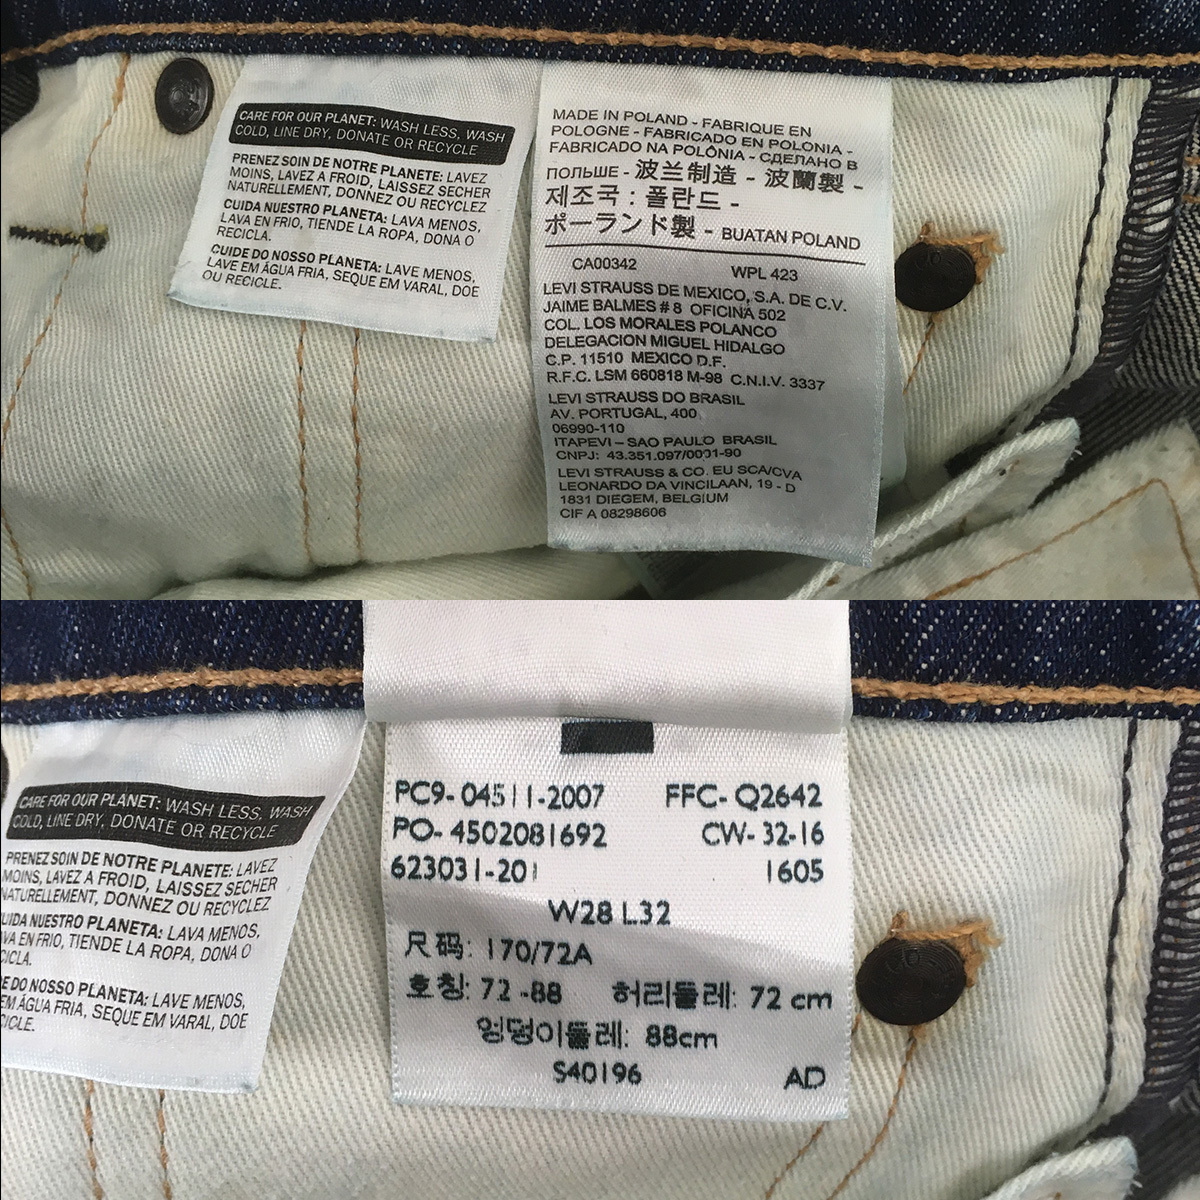 CARE FOR OUR PLANET: WASH LESS, WASH
COLD, LINE DRY, DONATE OR RECYCLE
PRENEZ SOIN DE NOTRE PLANETE: LAVEZ
MOINS, LAVEZ A FROID, LAISSEZ SECHER
NATURELLEMENT, DONNEZ OU RECYCLEZ
CUIDA NUESTRO PLANETA: LAVA MENOS,
LAVA EN FRIO, TIENDE LA ROPA, DONA O
RECICLA.
CUIDE DO NOSSO PLANETA: LAVE MENOS,
LAVE EM ÁGUA FRIA, SEQUE EM VARAL, DOE
OU RECICLE.
MADE IN POLAND - FABRIQUE EN
POLOGNE - FABRICADO EN POLONIA -
FABRICADO NA POLÔNIA - СДЕЛАНО В
ПОЛЬШЕ - 波兰制造 - 波蘭製 -
제조국 : 폴란드 -
ポーランド製 - BUATAN POLAND
CA00342 WPL 423
LEVI STRAUSS DE MEXICO, S.A. DE C.V.
JAIME BALMES # 8 OFICINA 502
COL. LOS MORALES POLANCO
DELEGACION MIGUEL HIDALGO
C.P. 11510 MEXICO D.F.
R.F.C. LSM 660818 M-98 C.N.I.V. 3337
LEVI STRAUSS DO BRASIL
AV. PORTUGAL, 400
06990-110
ITAPEVI – SAO PAULO BRASIL
CNPJ: 43.351.097/0001-90
LEVI STRAUSS & CO. EU SCA/CVA
LEONARDO DA VINCILAAN, 19 - D
1831 DIEGEM, BELGIUM
CIF A 08298606
CARE FOR OUR PLANET: WASH LESS, WASH
COLD, LINE DRY, DONATE OR RECYCLE
PRENEZ SOIN DE NOTRE PLANETE: LAVEZ
MOINS, LAVEZ A FROID, LAISSEZ SECHER
NATURELLEMENT, DONNEZ OU RECYCLEZ
UIDA NUESTRO PLANETA: LAVA MENOS,
VA EN FRIO, TIENDE LA ROPA, DONA O
CICLA.
DE DO NOSSO PLANETA: LAVE MENOS,
EM ÁGUA FRIA, SEQUE EM VARAL, DOE
CICLE.
PC9-04511-2007 FFC-Q2642
PO-4502081692 CW-32-16
623031-201 1605
W28 L32
尺码: 170/72A
호칭: 72-88 허리둘레: 72 cm
엉덩이둘레: 88cm
S40196 AD